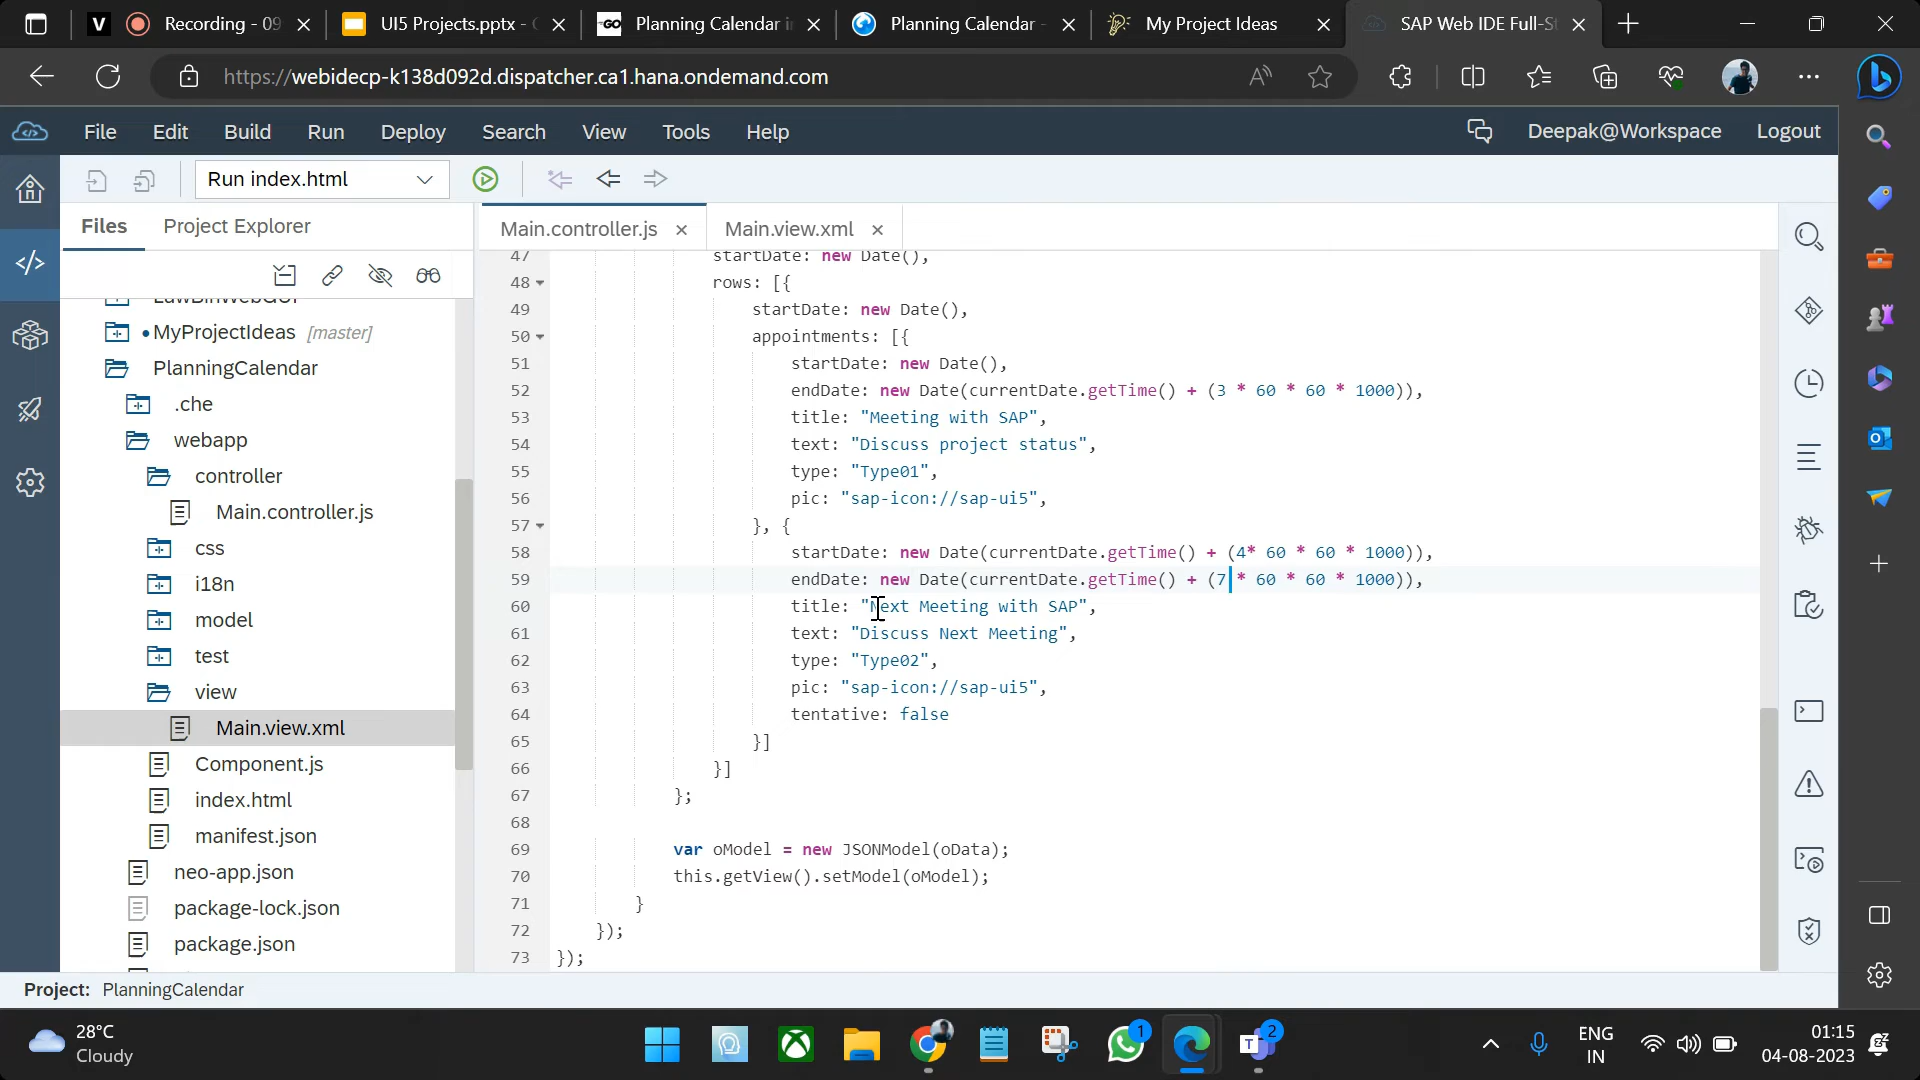 Recording - 09
UI5 Projects.pptx -
Planning Calendar i
Planning Calendar -
My Project Ideas
SAP Web IDE Full-St
https://webidecp-k138d092d.dispatcher.ca1.hana.ondemand.com
File Edit Build Run Deploy Search View Tools Help
Deepak@Workspace Logout
Run index.html
Files Project Explorer
Main.controller.js
Main.view.xml
LawBinWebGUI
MyProjectIdeas [master]
PlanningCalendar
.che
webapp
controller
Main.controller.js
css
i18n
model
test
view
Main.view.xml
Component.js
index.html
manifest.json
neo-app.json
package-lock.json
package.json
47 startDate: new Date(),
48 rows: [{
49 startDate: new Date(),
50 appointments: [{
51 startDate: new Date(),
52 endDate: new Date(currentDate.getTime() + (3 * 60 * 60 * 1000)),
53 title: "Meeting with SAP",
54 text: "Discuss project status",
55 type: "Type01",
56 pic: "sap-icon://sap-ui5",
57 }, {
58 startDate: new Date(currentDate.getTime() + (4* 60 * 60 * 1000)),
59 endDate: new Date(currentDate.getTime() + (7 * 60 * 60 * 1000)),
60 title: "Next Meeting with SAP",
61 text: "Discuss Next Meeting",
62 type: "Type02",
63 pic: "sap-icon://sap-ui5",
64 tentative: false
65 }]
66 }]
67 };
68
69 var oModel = new JSONModel(oData);
70 this.getView().setModel(oModel);
71 }
72 });
73 });
Project: PlanningCalendar
28°C
Cloudy
1
2
ENG
IN
01:15
04-08-2023